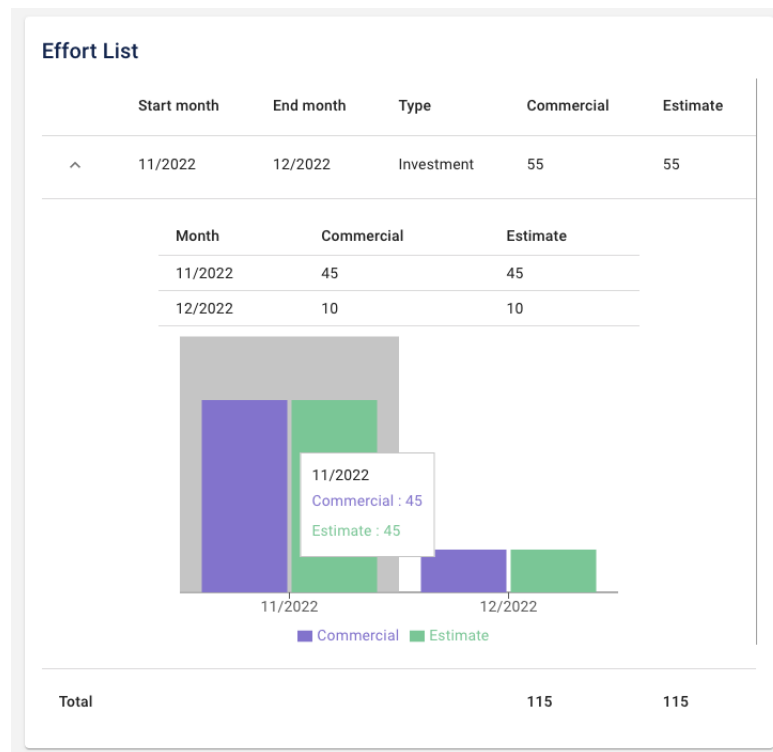 Effort List
Start month End month Type Commercial Estimate
11/2022 12/2022 Investment 55 55
Month Commercial Estimate
11/2022 45 45
12/2022 10 10
11/2022
Commercial : 45
Estimate : 45
11/2022 12/2022
Commercial Estimate
Total 115 115